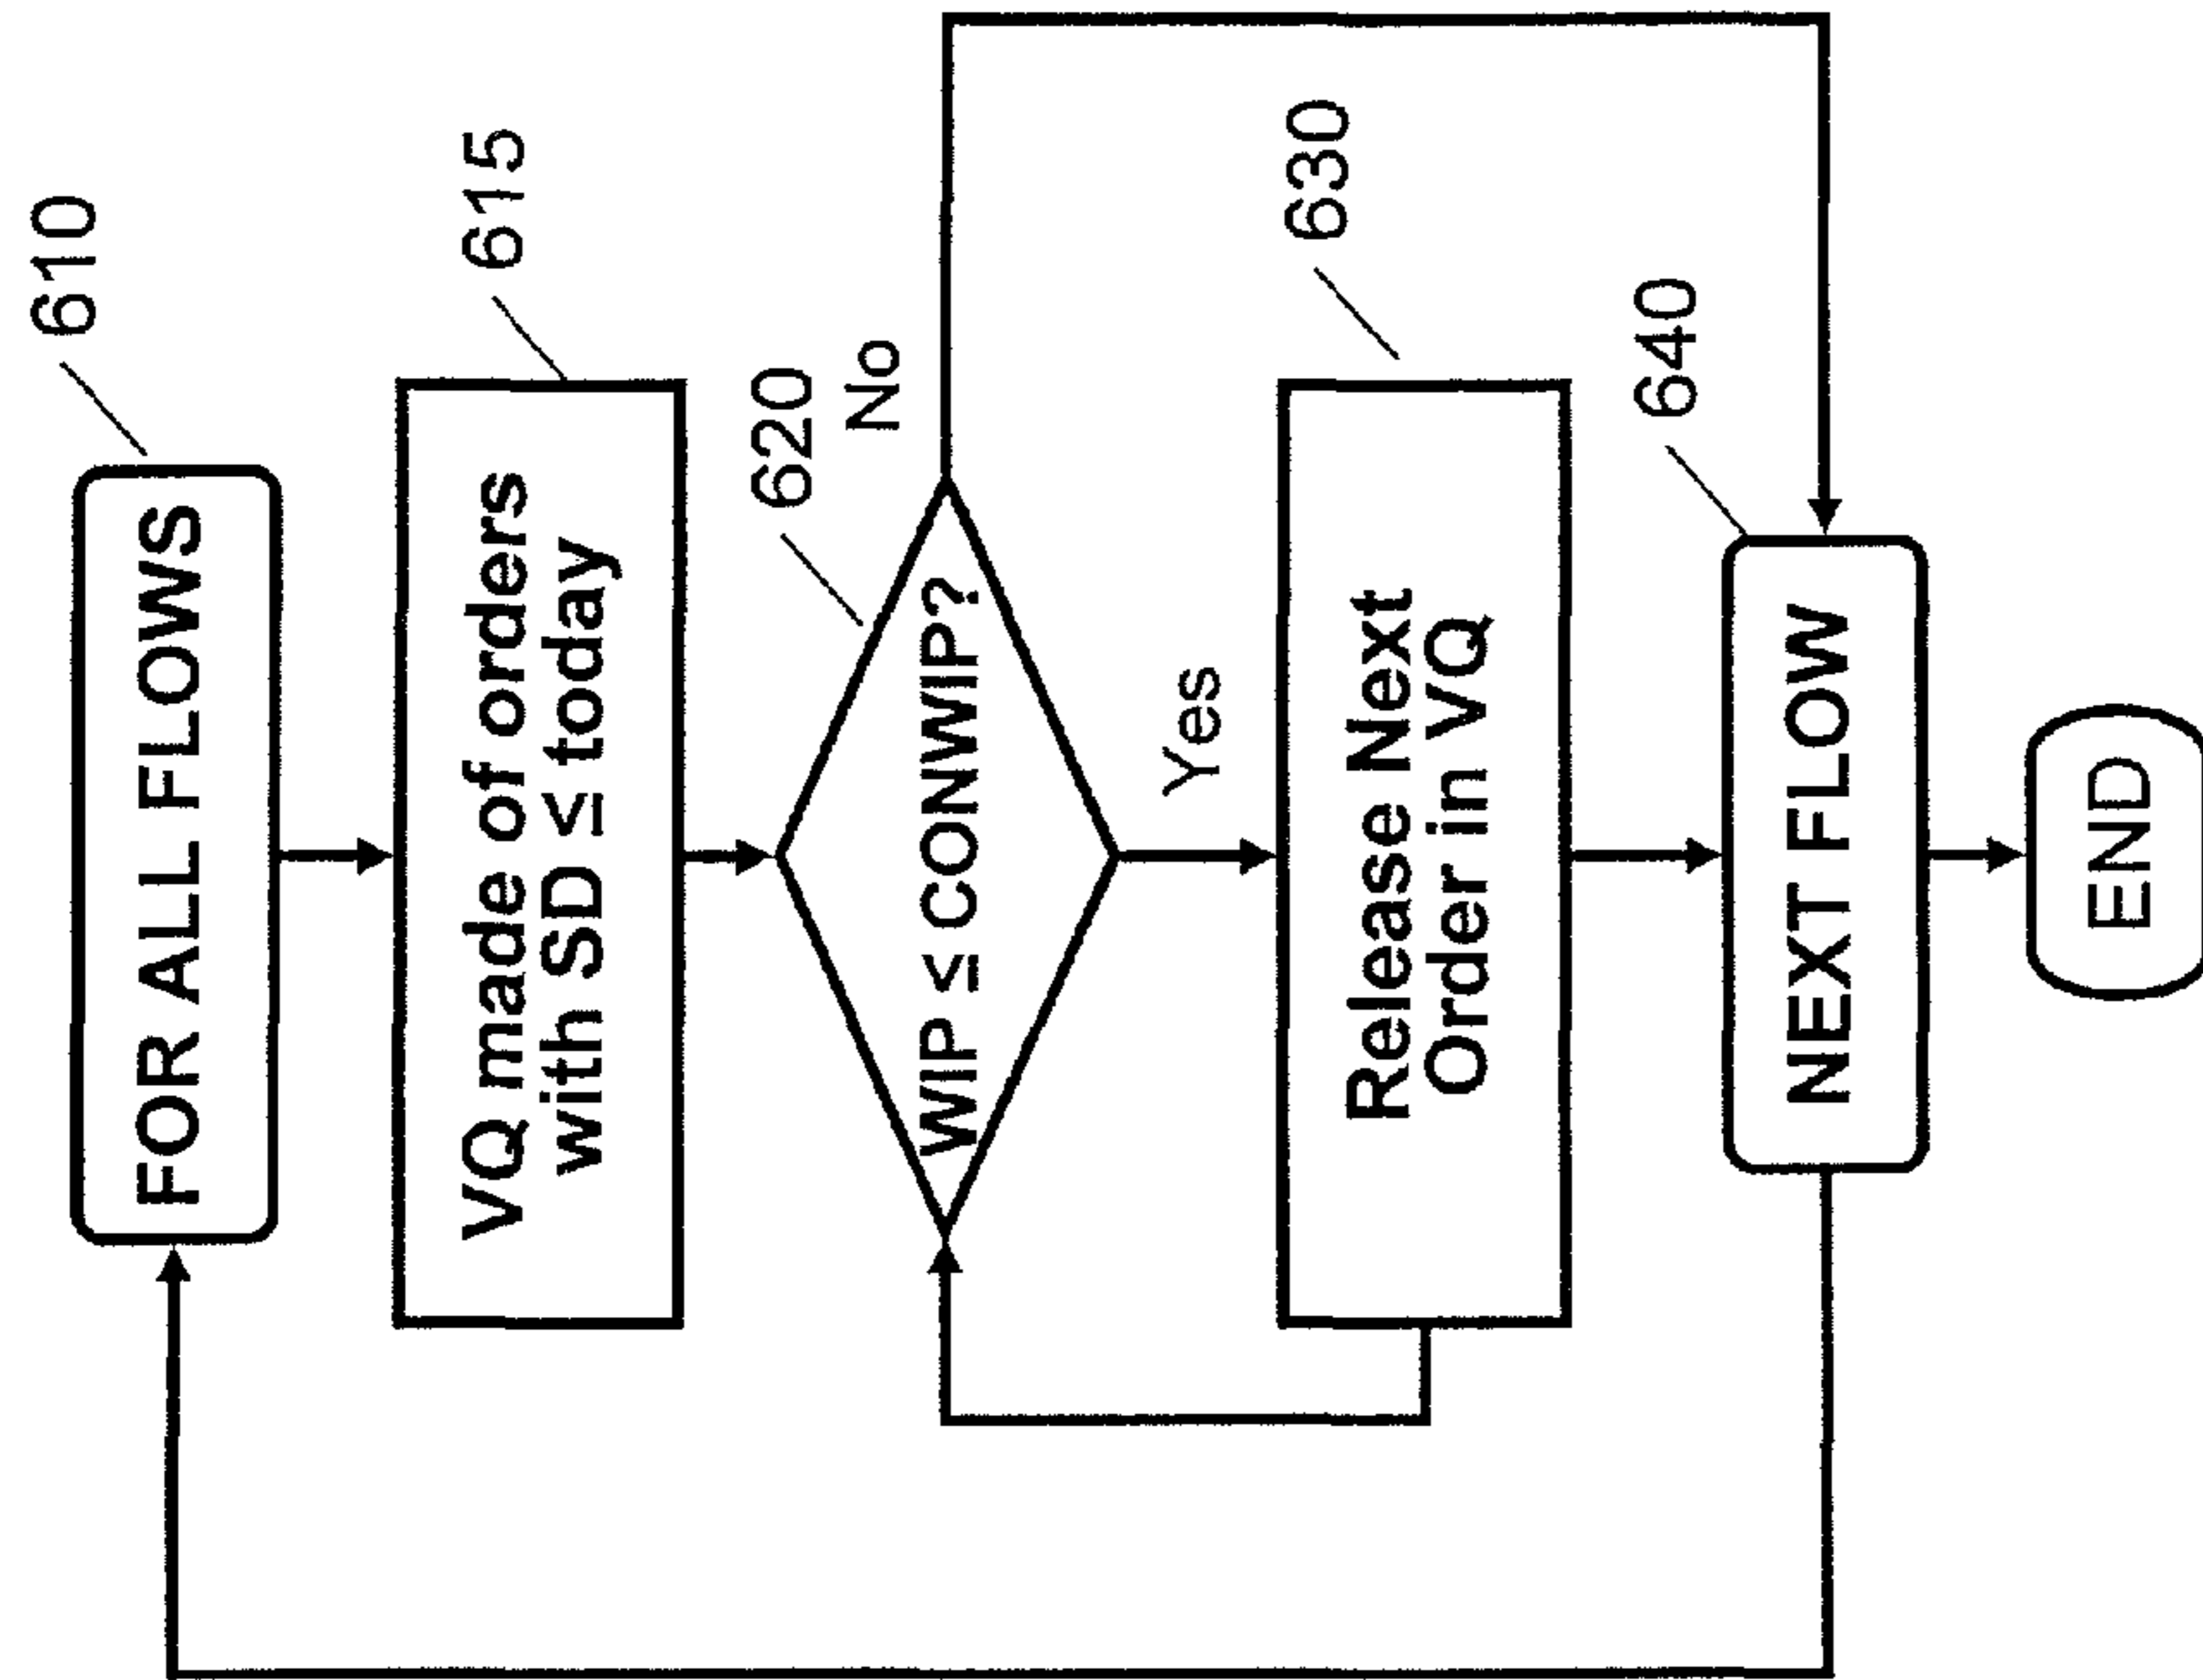 FOR ALL FLOWS
610
VQ made of orders
with SD ≤ today
615
620
WIP ≤ CONWIP?
No
Yes
Release Next
Order in VQ
630
NEXT FLOW
640
END